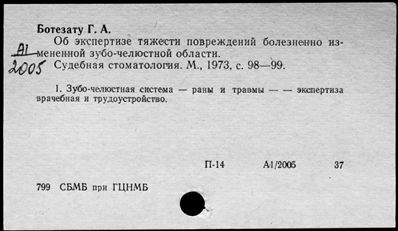 Ботезату Г. А.
Об экспертизе тяжести повреждений болезненно из-
мененной зубо-челюстной области.
Судебная стоматология. М., 1973, с. 98—99.
А1
2005
1. Зубо-челюстная система — раны и травмы — — экспертиза
врачебная и трудоустройство.
П-14 А1/2005 37
799 СБМБ при ГЦНМБ